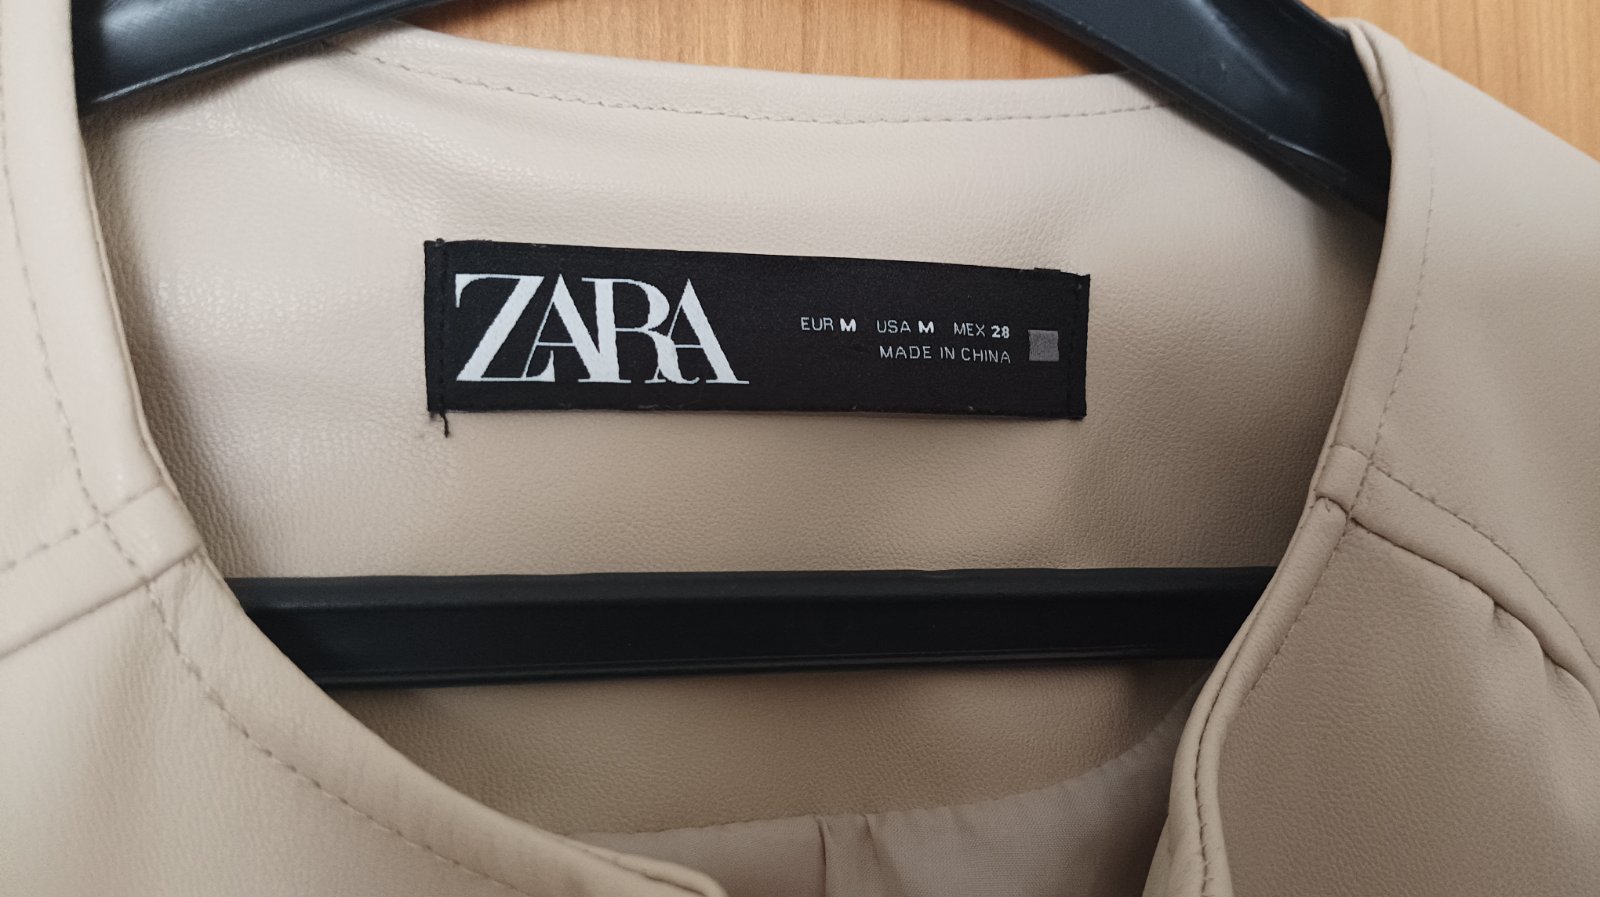 ZARA
EUR M USA M MEX 28
MADE IN CHINA